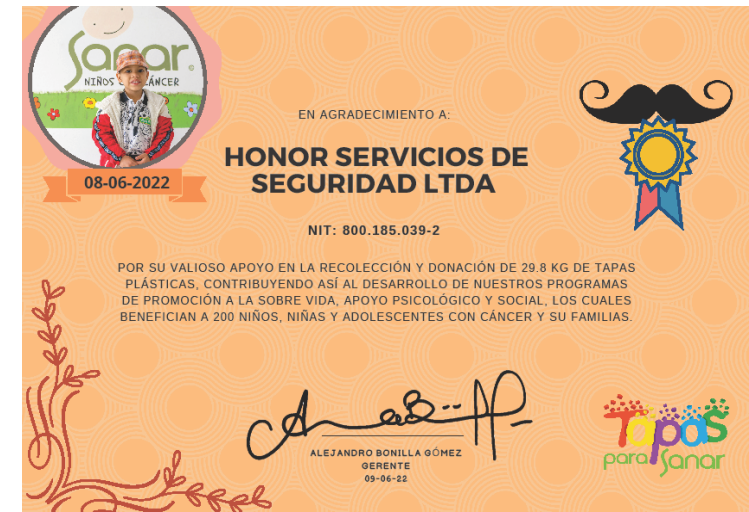 Sanar
NIÑOS CÁNCER
08-06-2022
EN AGRADECIMIENTO A:
HONOR SERVICIOS DE
SEGURIDAD LTDA
NIT: 800.185.039-2
POR SU VALIOSO APOYO EN LA RECOLECCIÓN Y DONACIÓN DE 29.8 KG DE TAPAS
PLÁSTICAS, CONTRIBUYENDO ASÍ AL DESARROLLO DE NUESTROS PROGRAMAS
DE PROMOCIÓN A LA SOBRE VIDA, APOYO PSICOLÓGICO Y SOCIAL, LOS CUALES
BENEFICIAN A 200 NIÑOS, NIÑAS Y ADOLESCENTES CON CÁNCER Y SU FAMILIAS.
ALEJANDRO BONILLA GÓMEZ
GERENTE
09-06-22
Tapas
para Sanar